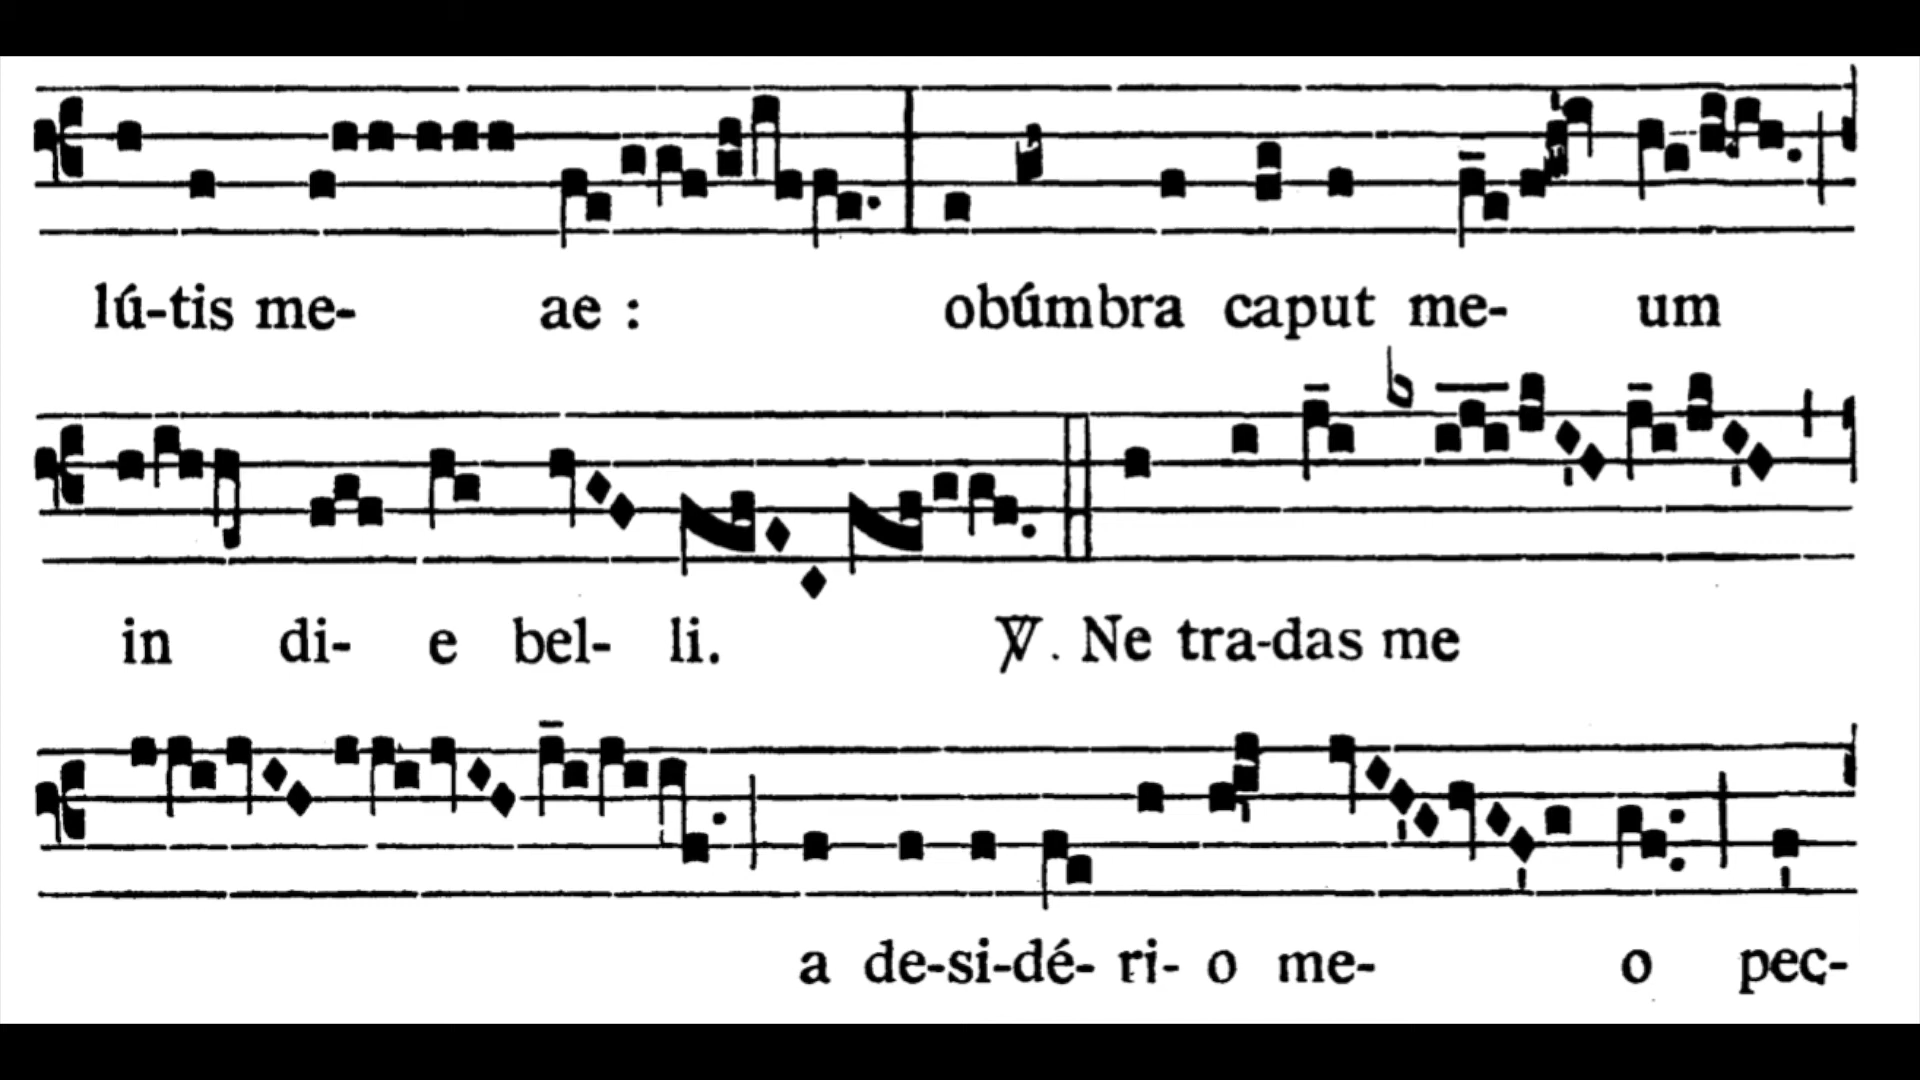 lú-tis me- ae : obúmbra caput me- um
in di- e bel- li. ℣. Ne tra-das me
a de-si-dé- ri- o me- o pec-